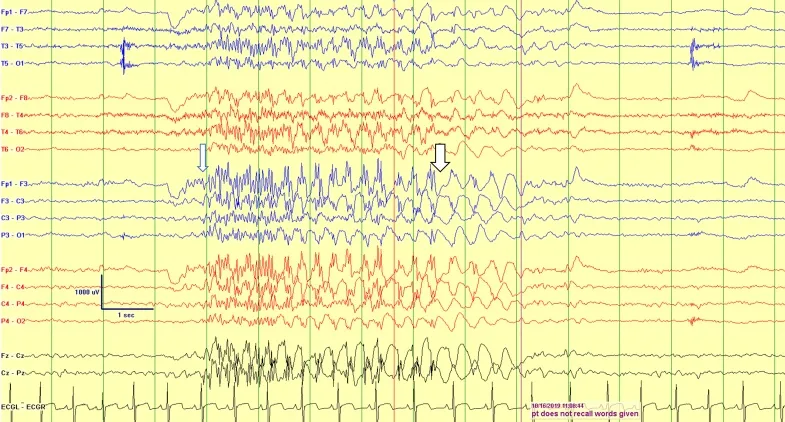 Fp1 - F7
F7 - T3
T3 - T5
T5 - O1
Fp2 - F8
F8 - T4
T4 - T6
T6 - O2
Fp1 - F3
F3 - C3
C3 - P3
P3 - O1
Fp2 - F4
F4 - C4
C4 - P4
P4 - O2
1000 uV
1 sec
Fz - Cz
Cz - Pz
ECGL - ECGR
10/16/2019 11:08:44
pt does not recall words given